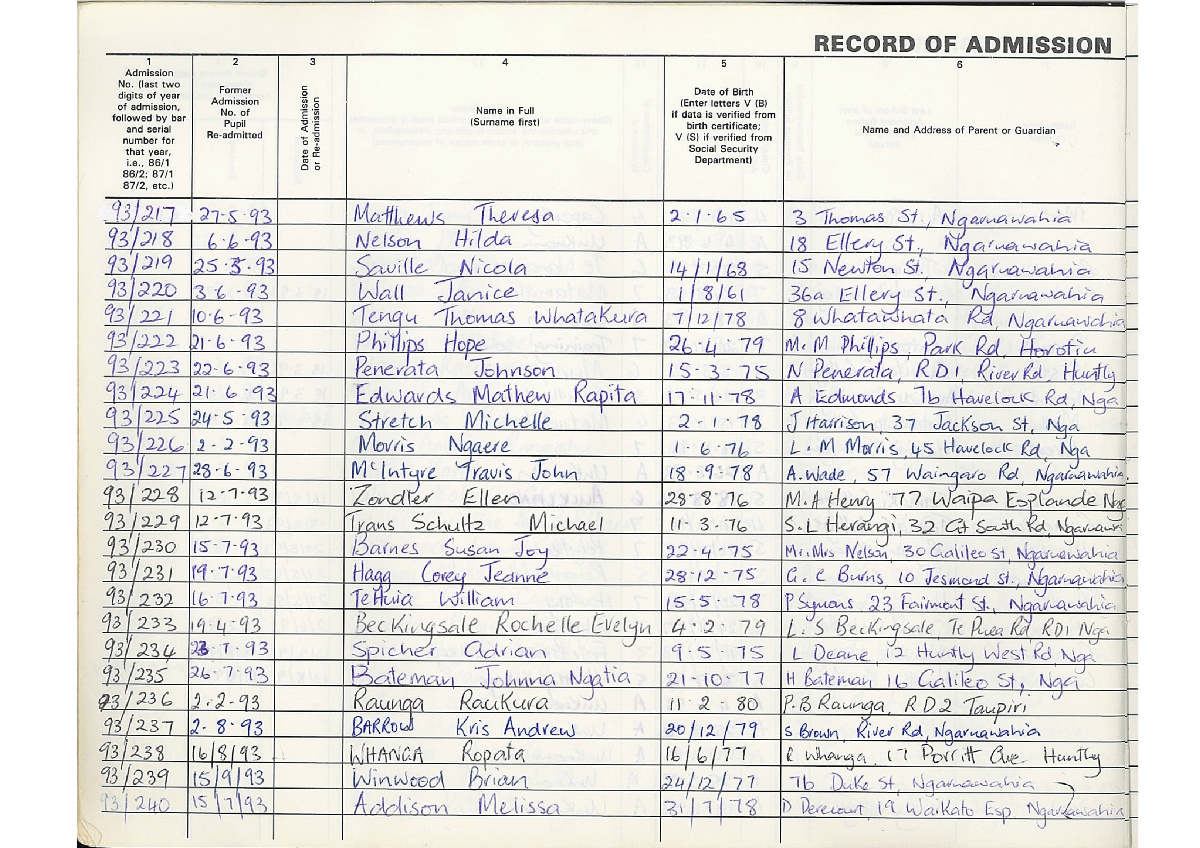 RECORD OF ADMISSION
1 2 3 4 5 6
Admission No. (last two digits of year of admission, followed by bar and serial number for that year, i.e., 86/1 86/2; 87/1 87/2, etc.)
Former Admission No. of Pupil Re-admitted
Date of Admission or Re-admission
Name in Full (Surname first)
Date of Birth (Enter letters V (B) if data is verified from birth certificate; V (S) if verified from Social Security Department)
Name and Address of Parent or Guardian
93/217 27-5-93 Matthews Theresa 2-1-65 3 Thomas St, Ngaruawahia
93/218 6-6-93 Nelson Hilda 18 Ellery St., Ngaruawahia
93/219 25-5-93 Saville Nicola 14/1/68 15 Newton St. Ngaruawahia
93/220 3-6-93 Wall Janice 1/8/61 36a Ellery St., Ngaruawahia
93/221 10-6-93 Tengu Thomas Whatakura 7/12/78 8 Whatawhata Rd, Ngaruawahia
93/222 21-6-93 Phillips Hope 26-4-79 M. M Phillips, Park Rd, Horotiu
93/223 22-6-93 Penerata Johnson 15-3-75 N Penerata, RD1, River Rd, Huntly
93/224 21-6-93 Edwards Mathew Rapita 17-11-78 A Edmonds 7b Havelock Rd, Nga
93/225 24-5-93 Stretch Michelle 2-1-78 J Harrison, 37 Jackson St, Nga
93/226 2-2-93 Morris Ngaere 1-6-76 L. M Morris, 45 Havelock Rd, Nga
93/227 28-6-93 McIntyre Travis John 18-9-78 A. Wade, 57 Waingaro Rd, Ngaruawahia.
93/228 12-7-93 Zondler Ellen 28-8-76 M. A Henry, 77 Waipa Esplande
93/229 12-7-93 Trans Schultz Michael 11-3-76 S. L Herangi, 32 Gt South Rd, Ngaruawa
93/230 15-7-93 Barnes Susan Joy 22-4-75 Mr. Mrs Nelson, 30 Galileo St, Ngaruawahia
93/231 19-7-93 Hagg Corey Jeanne 28-12-75 G. C Burns, 10 Jesmond St., Ngaruawahia
93/232 16-7-93 TeHuia William 15-5-78 P Symons 23 Fairmont St., Ngaruawahia
93/233 19-4-93 Beckingsale Rochelle Evelyn 4-2-79 L. S Beckingsale, Te Puea Rd, RD1 Nga
93/234 23-7-93 Spicher Adrian 9-5-75 L Deane, 12 Huntly West Rd, Nga
93/235 26-7-93 Bateman Johnna Ngatia 21-10-77 H Bateman 16 Galileo St, Nga
93/236 2-2-93 Raunga Raukura 11-2-80 P. B Raunga, RD2 Taupiri
93/237 2-8-93 BARROW Kris Andrew 20/12/79 S Brown, River Rd, Ngaruawahia
93/238 16/8/93 WHANGA Ropata 16/6/77 R Whanga, 17 Porritt Ave Huntly
93/239 15/9/93 Winwood Brian 24/12/77 7b Duke St, Ngaruawahia
93/240 15/7/93 Addison Melissa 31/7/78 D Derecourt, 19 Waikato Esp Ngaruawahia